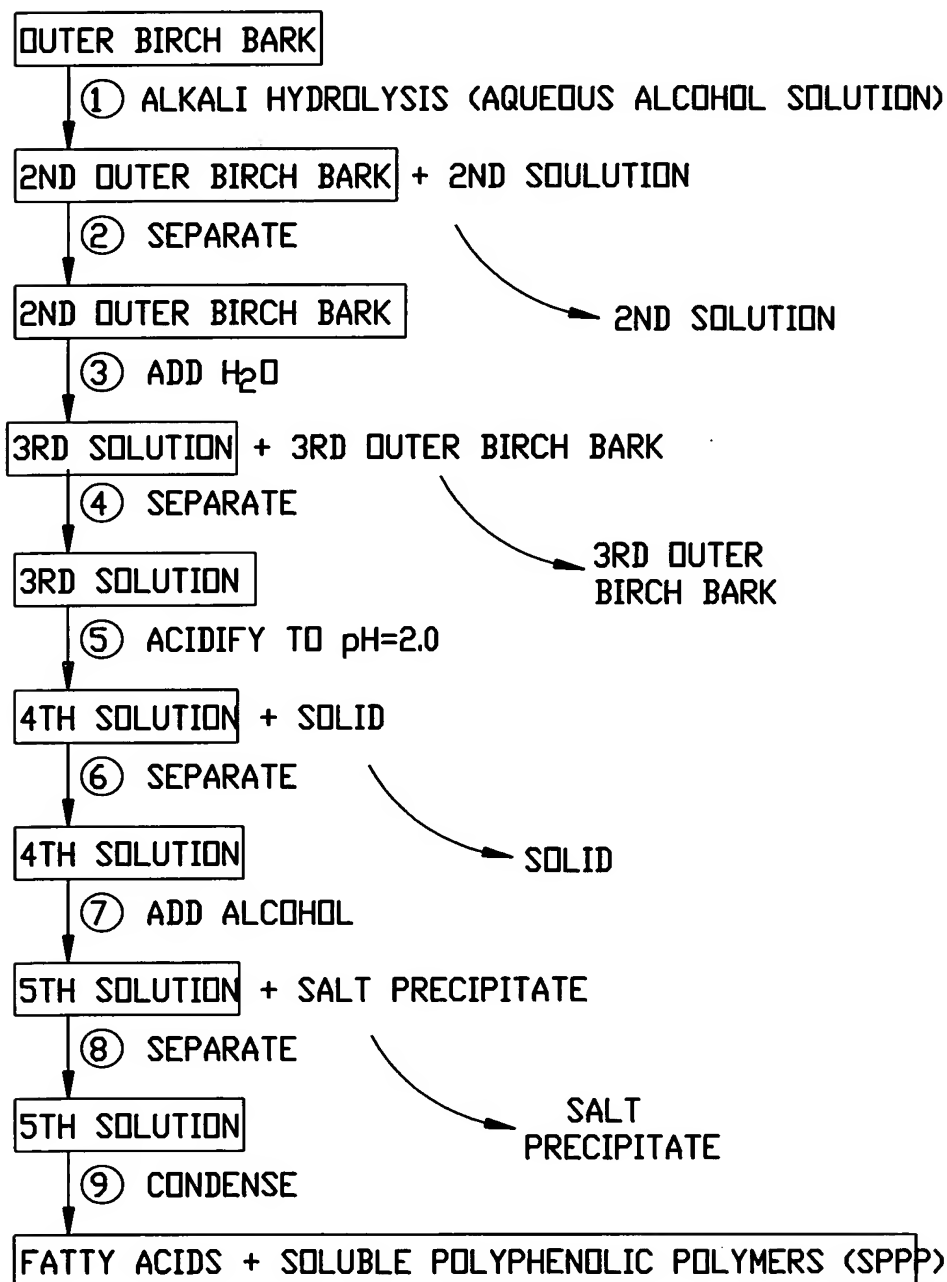 OUTER BIRCH BARK
① ALKALI HYDROLYSIS (AQUEOUS ALCOHOL SOLUTION)
2ND OUTER BIRCH BARK + 2ND SOULUTION
② SEPARATE
2ND OUTER BIRCH BARK
2ND SOLUTION
③ ADD H₂O
3RD SOLUTION + 3RD OUTER BIRCH BARK
④ SEPARATE
3RD OUTER
BIRCH BARK
3RD SOLUTION
⑤ ACIDIFY TO pH=2.0
4TH SOLUTION + SOLID
⑥ SEPARATE
4TH SOLUTION
SOLID
⑦ ADD ALCOHOL
5TH SOLUTION + SALT PRECIPITATE
⑧ SEPARATE
5TH SOLUTION
SALT
PRECIPITATE
⑨ CONDENSE
FATTY ACIDS + SOLUBLE POLYPHENOLIC POLYMERS (SPPP)